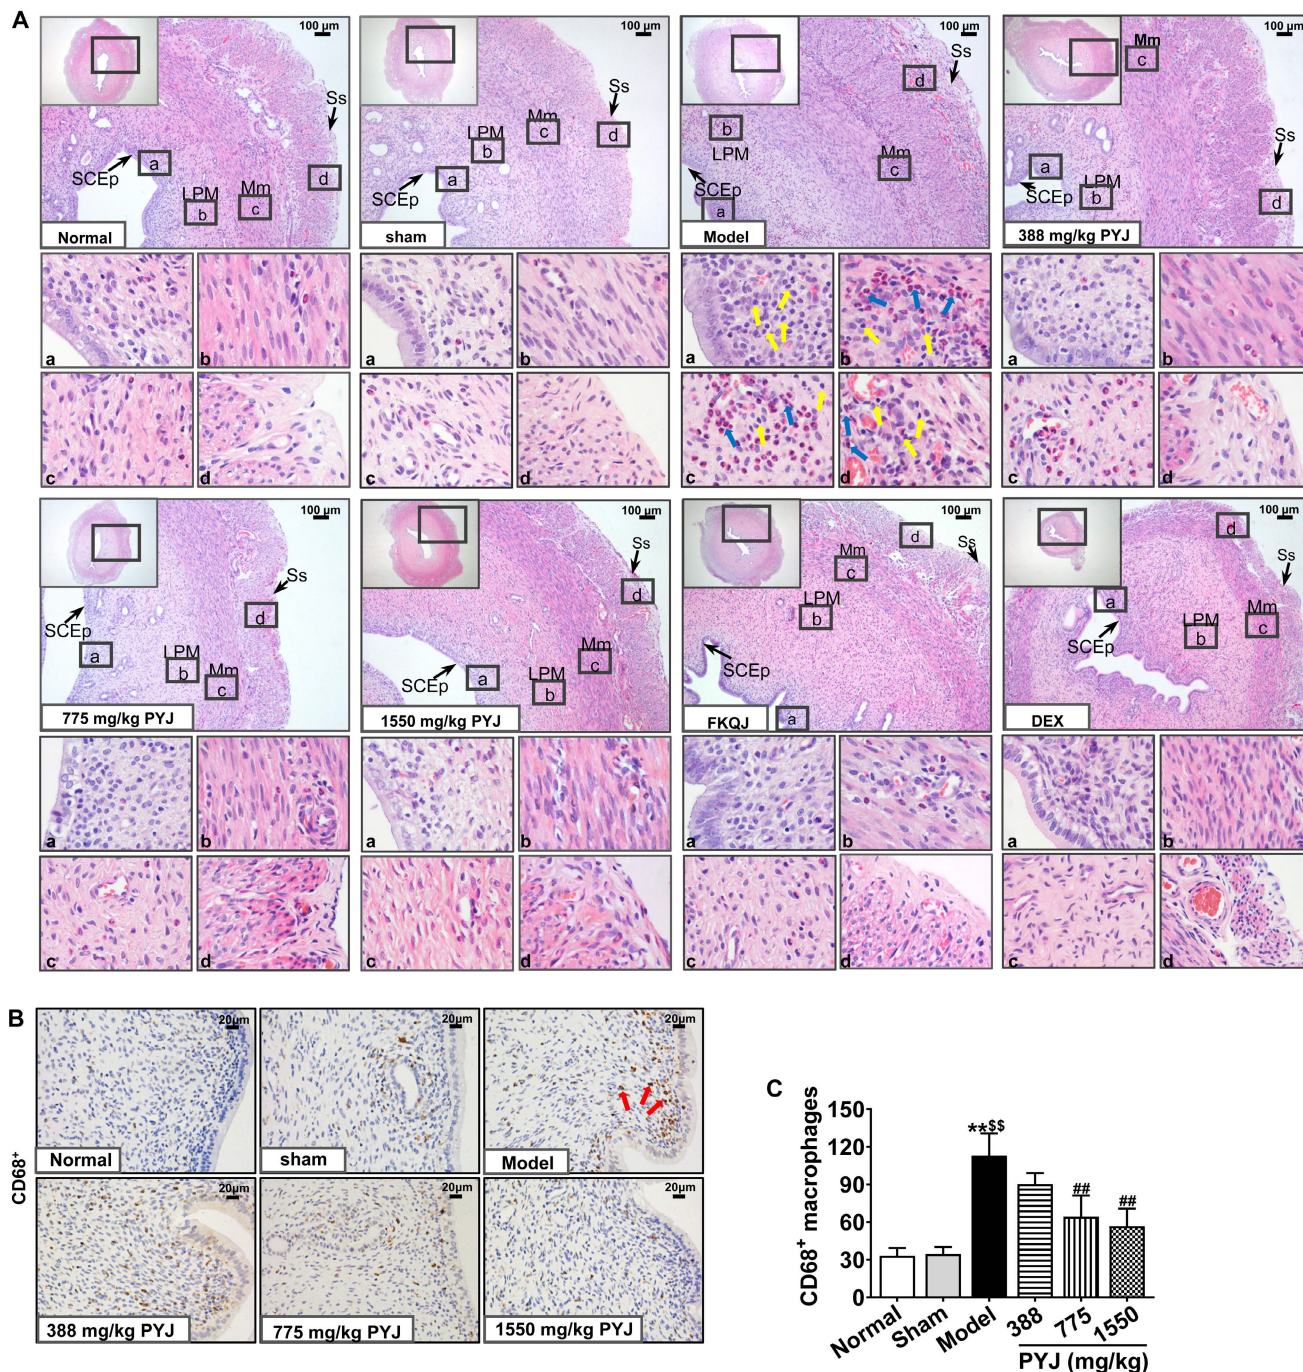 A
100 µm
Ss
Mm
LPM
SCEp
a
b
c
d
Normal
100 µm
Ss
Mm
LPM
SCEp
a
b
c
d
sham
100 µm
Ss
d
b
LPM
Mm
c
SCEp
a
Model
100 µm
Mm
c
Ss
a
SCEp
LPM
b
d
388 mg/kg PYJ
a
b
a
b
a
b
a
b
c
d
c
d
c
d
c
d
100 µm
Ss
d
SCEp
a
LPM
b
Mm
c
775 mg/kg PYJ
100 µm
Ss
d
Mm
c
LPM
b
SCEp
a
1550 mg/kg PYJ
100 µm
d
Ss
Mm
c
LPM
b
SCEp
a
FKQJ
100 µm
d
Ss
a
SCEp
LPM
b
Mm
c
DEX
a
b
a
b
a
b
a
b
c
d
c
d
c
d
c
d
B
CD68⁺
20µm
Normal
20µm
sham
20µm
Model
20µm
388 mg/kg PYJ
20µm
775 mg/kg PYJ
20µm
1550 mg/kg PYJ
C
CD68⁺ macrophages
150
120
90
60
30
0
**$$
##
##
Normal
Sham
Model
388
775
1550
PYJ (mg/kg)